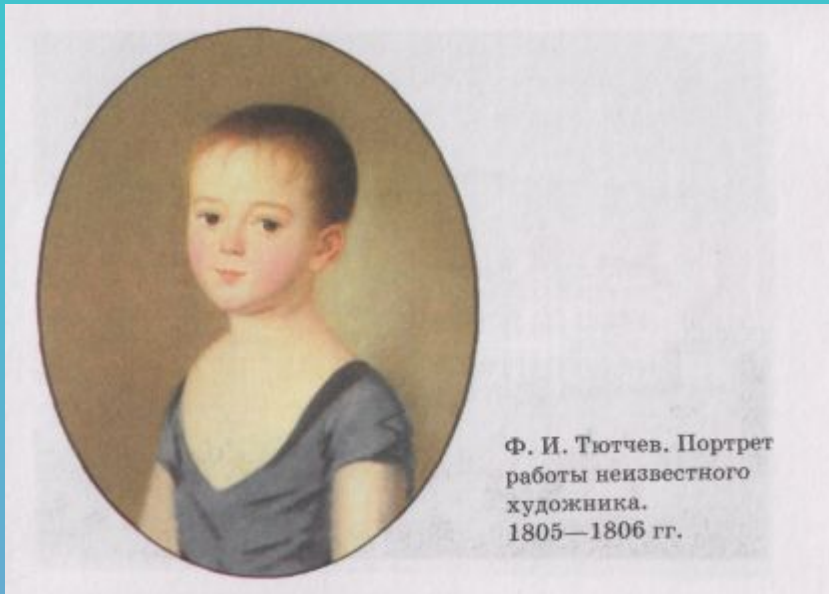 Ф. И. Тютчев. Портрет
работы неизвестного
художника.
1805—1806 гг.